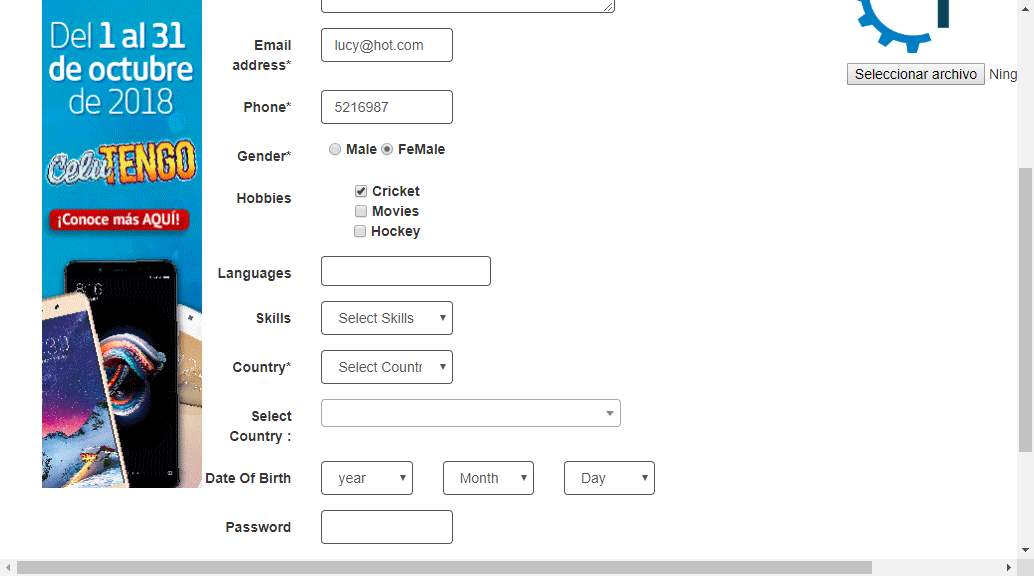 Del 1 al 31
de octubre
de 2018
CeluTENGO
¡Conoce más AQUÍ!
8:16
Email
address*
lucy@hot.com
Phone*
5216987
Gender*
Male
FeMale
Hobbies
Cricket
Movies
Hockey
Languages
Skills
Select Skills
Country*
Select Countr
Select
Country :
Date Of Birth
year
Month
Day
Password
Seleccionar archivo
Ning